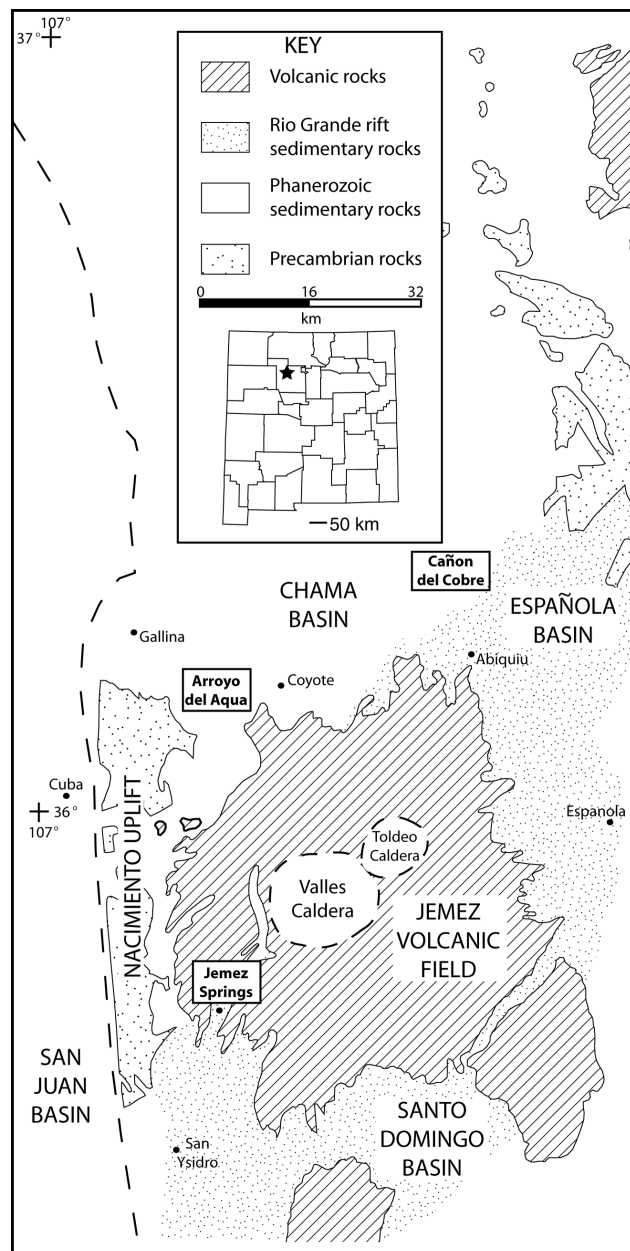 107°
37°
KEY
Volcanic rocks
Rio Grande rift
sedimentary rocks
Phanerozoic
sedimentary rocks
Precambrian rocks
0 16 32
km
50 km
Cañon
del Cobre
CHAMA
BASIN
ESPAÑOLA
BASIN
Gallina
Abiquiu
Arroyo
del Aqua
Coyote
Cuba
36°
107°
NACIMIENTO UPLIFT
Espanola
Toldeo
Caldera
Valles
Caldera
JEMEZ
VOLCANIC
FIELD
Jemez
Springs
SAN
JUAN
BASIN
SANTO
DOMINGO
BASIN
San
Ysidro